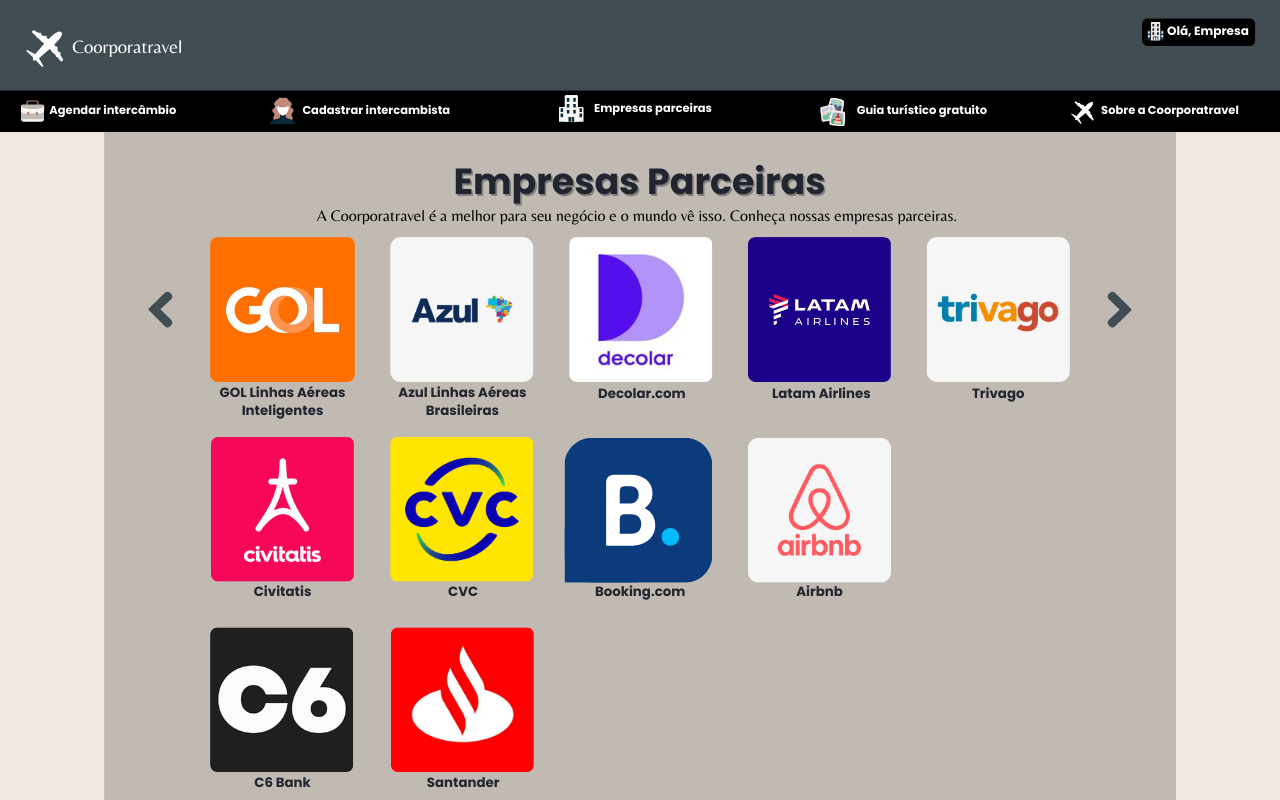 Coorporatravel
Olá, Empresa
Agendar intercâmbio
Cadastrar intercambista
Empresas parceiras
Guia turístico gratuito
Sobre a Coorporatravel
Empresas Parceiras
A Coorporatravel é a melhor para seu negócio e o mundo vê isso. Conheça nossas empresas parceiras.
GOL
Azul
decolar
LATAM
AIRLINES
trivago
GOL Linhas Aéreas
Inteligentes
Azul Linhas Aéreas
Brasileiras
Decolar.com
Latam Airlines
Trivago
civitatis
CVC
B.
airbnb
Civitatis
CVC
Booking.com
Airbnb
C6
C6 Bank
Santander